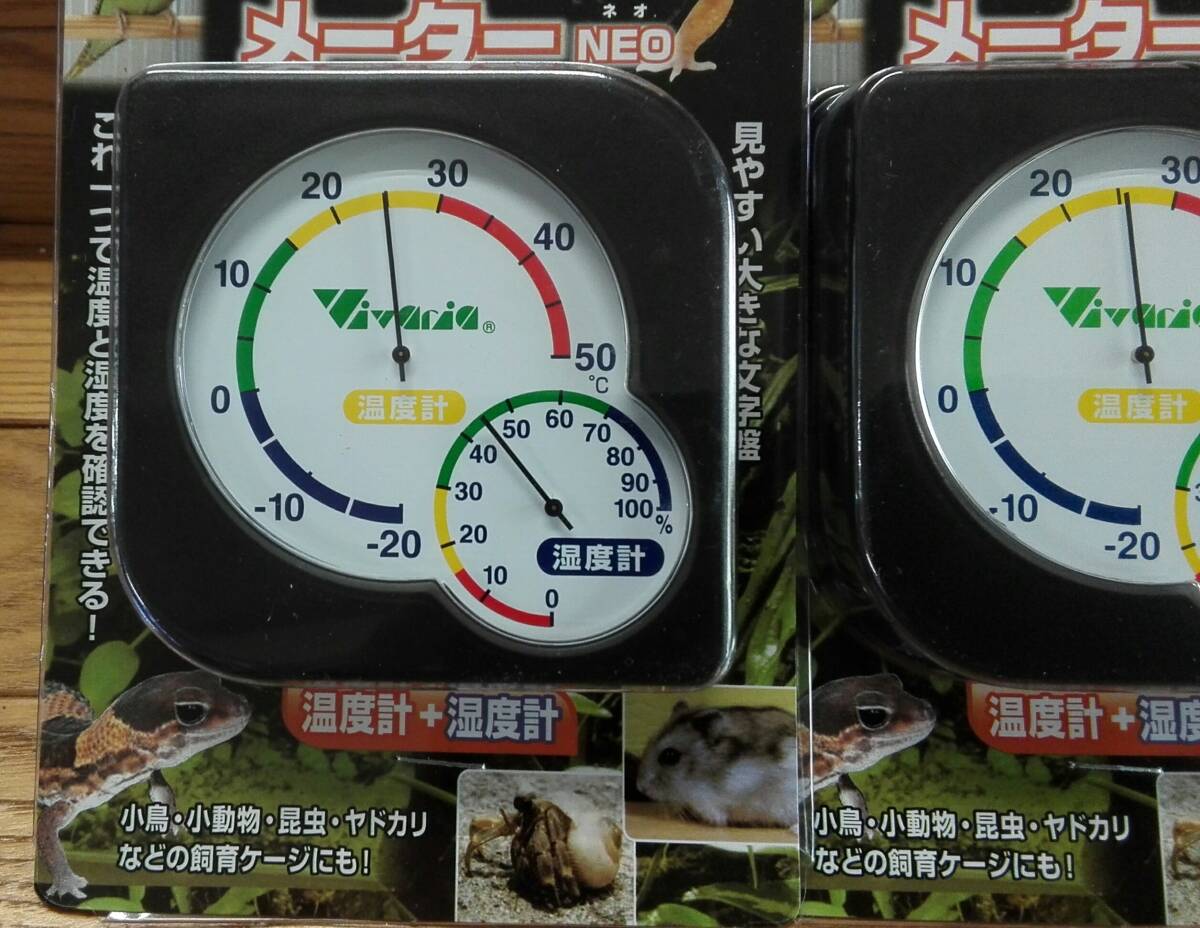 ネオ
メーター NEO
これ一つで温度と湿度を確認できる！
見やすい大きな文字盤
20
30
10
40
0
50
℃
-10
-20
Vivaria®
温度計
50
60
70
40
80
30
90
100
%
20
10
0
湿度計
温度計+湿度計
小鳥・小動物・昆虫・ヤドカリ
などの飼育ケージにも！
メーター
20
30
10
0
-10
-20
Vivaria
温度計
温度計+湿度
小鳥・小動物・昆虫・ヤドカリ
などの飼育ケージにも！